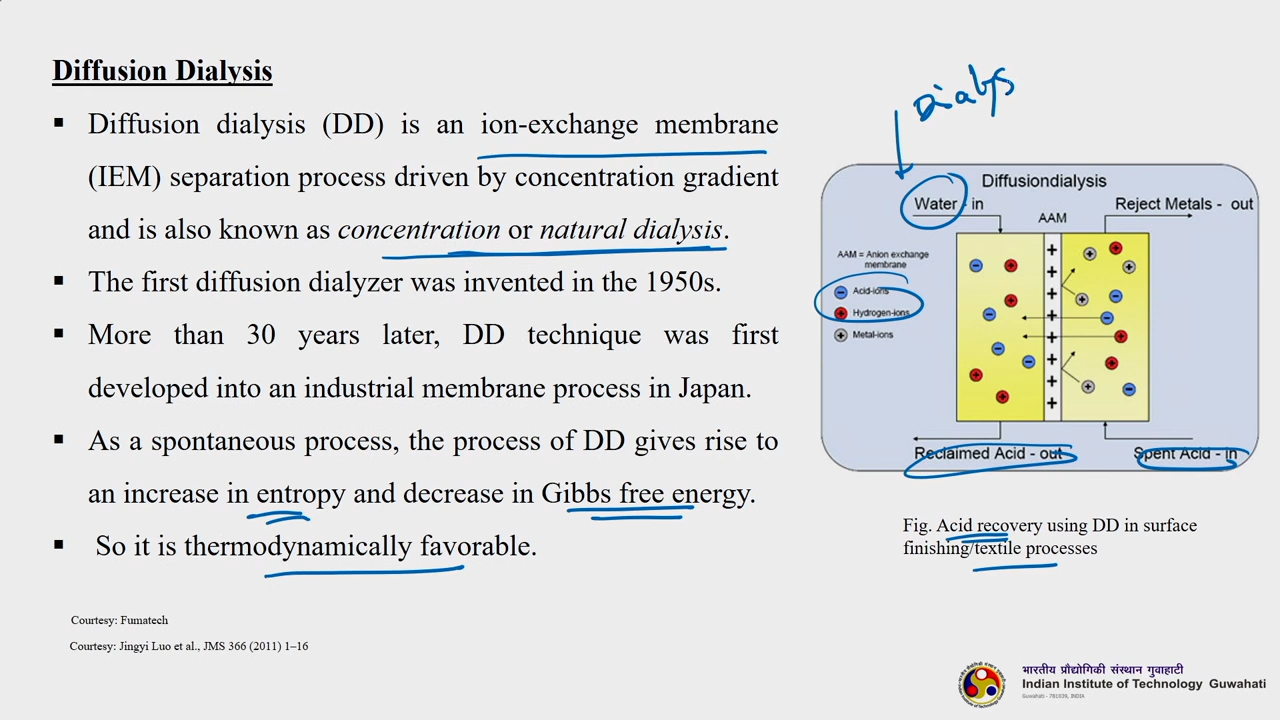 Diffusion Dialysis
▪ Diffusion dialysis (DD) is an ion-exchange membrane
(IEM) separation process driven by concentration gradient
and is also known as concentration or natural dialysis.
▪ The first diffusion dialyzer was invented in the 1950s.
▪ More than 30 years later, DD technique was first
developed into an industrial membrane process in Japan.
▪ As a spontaneous process, the process of DD gives rise to
an increase in entropy and decrease in Gibbs free energy.
▪ So it is thermodynamically favorable.
Courtesy: Fumatech
Courtesy: Jingyi Luo et al., JMS 366 (2011) 1–16
Dialys
Diffusiondialysis
Water - in
AAM
Reject Metals - out
AAM = Anion exchange
membrane
Acid-ions
Hydrogen-ions
Metal-ions
Reclaimed Acid - out
Spent Acid - in
Fig. Acid recovery using DD in surface
finishing/textile processes
भारतीय प्रौद्योगिकी संस्थान गुवाहाटी
Indian Institute of Technology Guwahati
Guwahati - 781039, INDIA